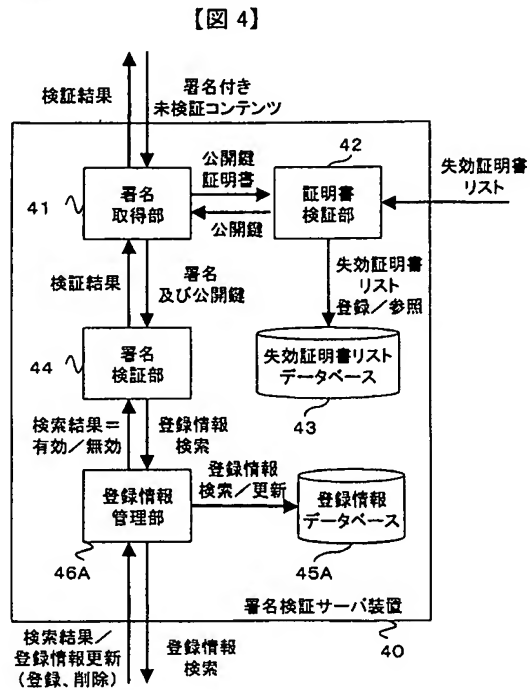 【図 4】
検証結果
署名付き
未検証コンテンツ
42
公開鍵
証明書
失効証明書
リスト
41
署名
取得部
証明書
検証部
公開鍵
検証結果
署名
及び公開鍵
失効証明書
リスト
登録／参照
44
署名
検証部
失効証明書リスト
データベース
43
検索結果＝
有効／無効
登録情報
検索
登録情報
検索／更新
登録情報
管理部
登録情報
データベース
46A
45A
署名検証サーバ装置
40
検索結果／
登録情報更新
（登録、削除）
登録情報
検索